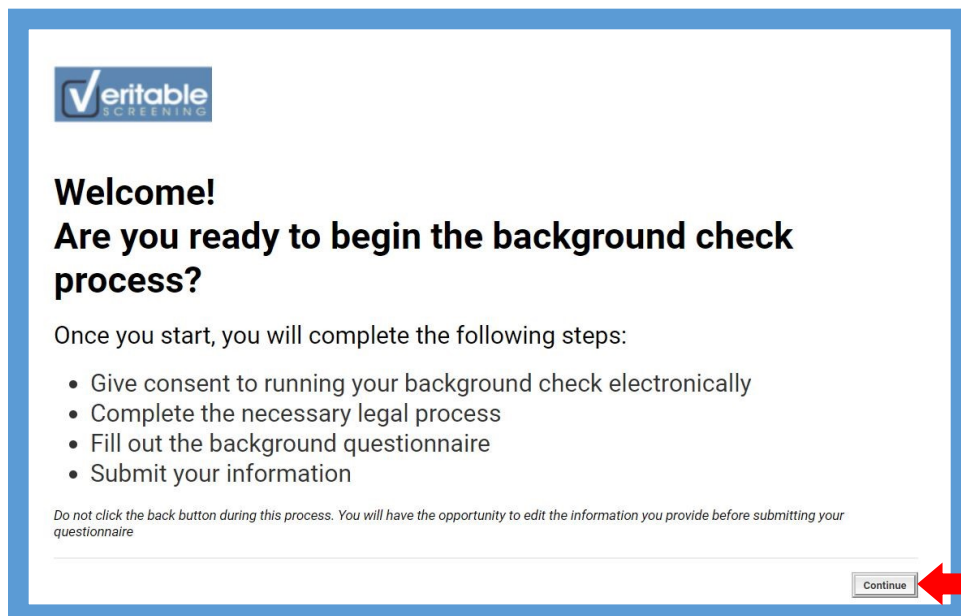 Veritable
SCREENING
Welcome!
Are you ready to begin the background check
process?
Once you start, you will complete the following steps:
• Give consent to running your background check electronically
• Complete the necessary legal process
• Fill out the background questionnaire
• Submit your information
Do not click the back button during this process. You will have the opportunity to edit the information you provide before submitting your
questionnaire
Continue